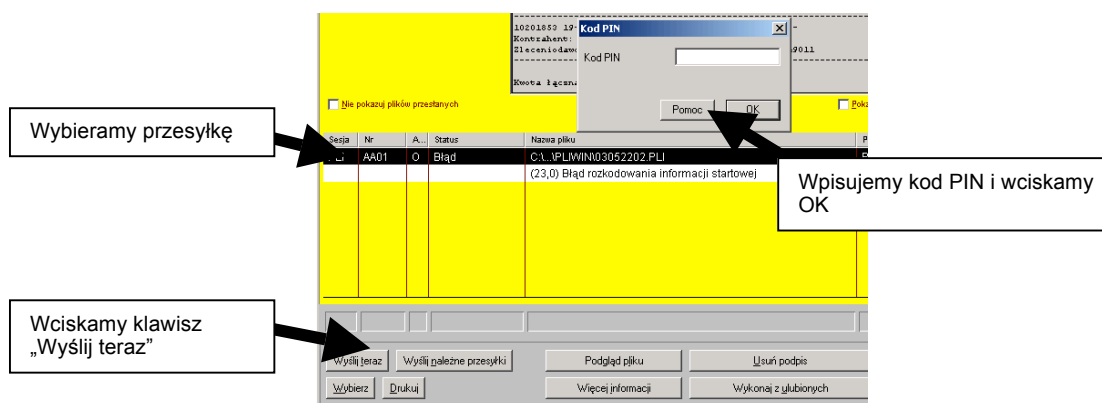 10201853 19-
Kontrahent:
Zleceniodawc
9011
Kwota łączna
Kod PIN
Kod PIN
Pomoc
OK
Nie pokazuj plików przesłanych
Poka
Wybieramy przesyłkę
Sesja Nr A... Status Nazwa pliku P
PLI AA01 O Błąd C:\...\PLIWIN\03052202.PLI
(23,0) Błąd rozkodowania informacji startowej
Wpisujemy kod PIN i wciskamy
OK
Wciskamy klawisz
„Wyślij teraz”
Wyślij teraz Wyślij należne przesyłki Podgląd pliku Usuń podpis
Wybierz Drukuj Więcej informacji Wykonaj z ulubionych